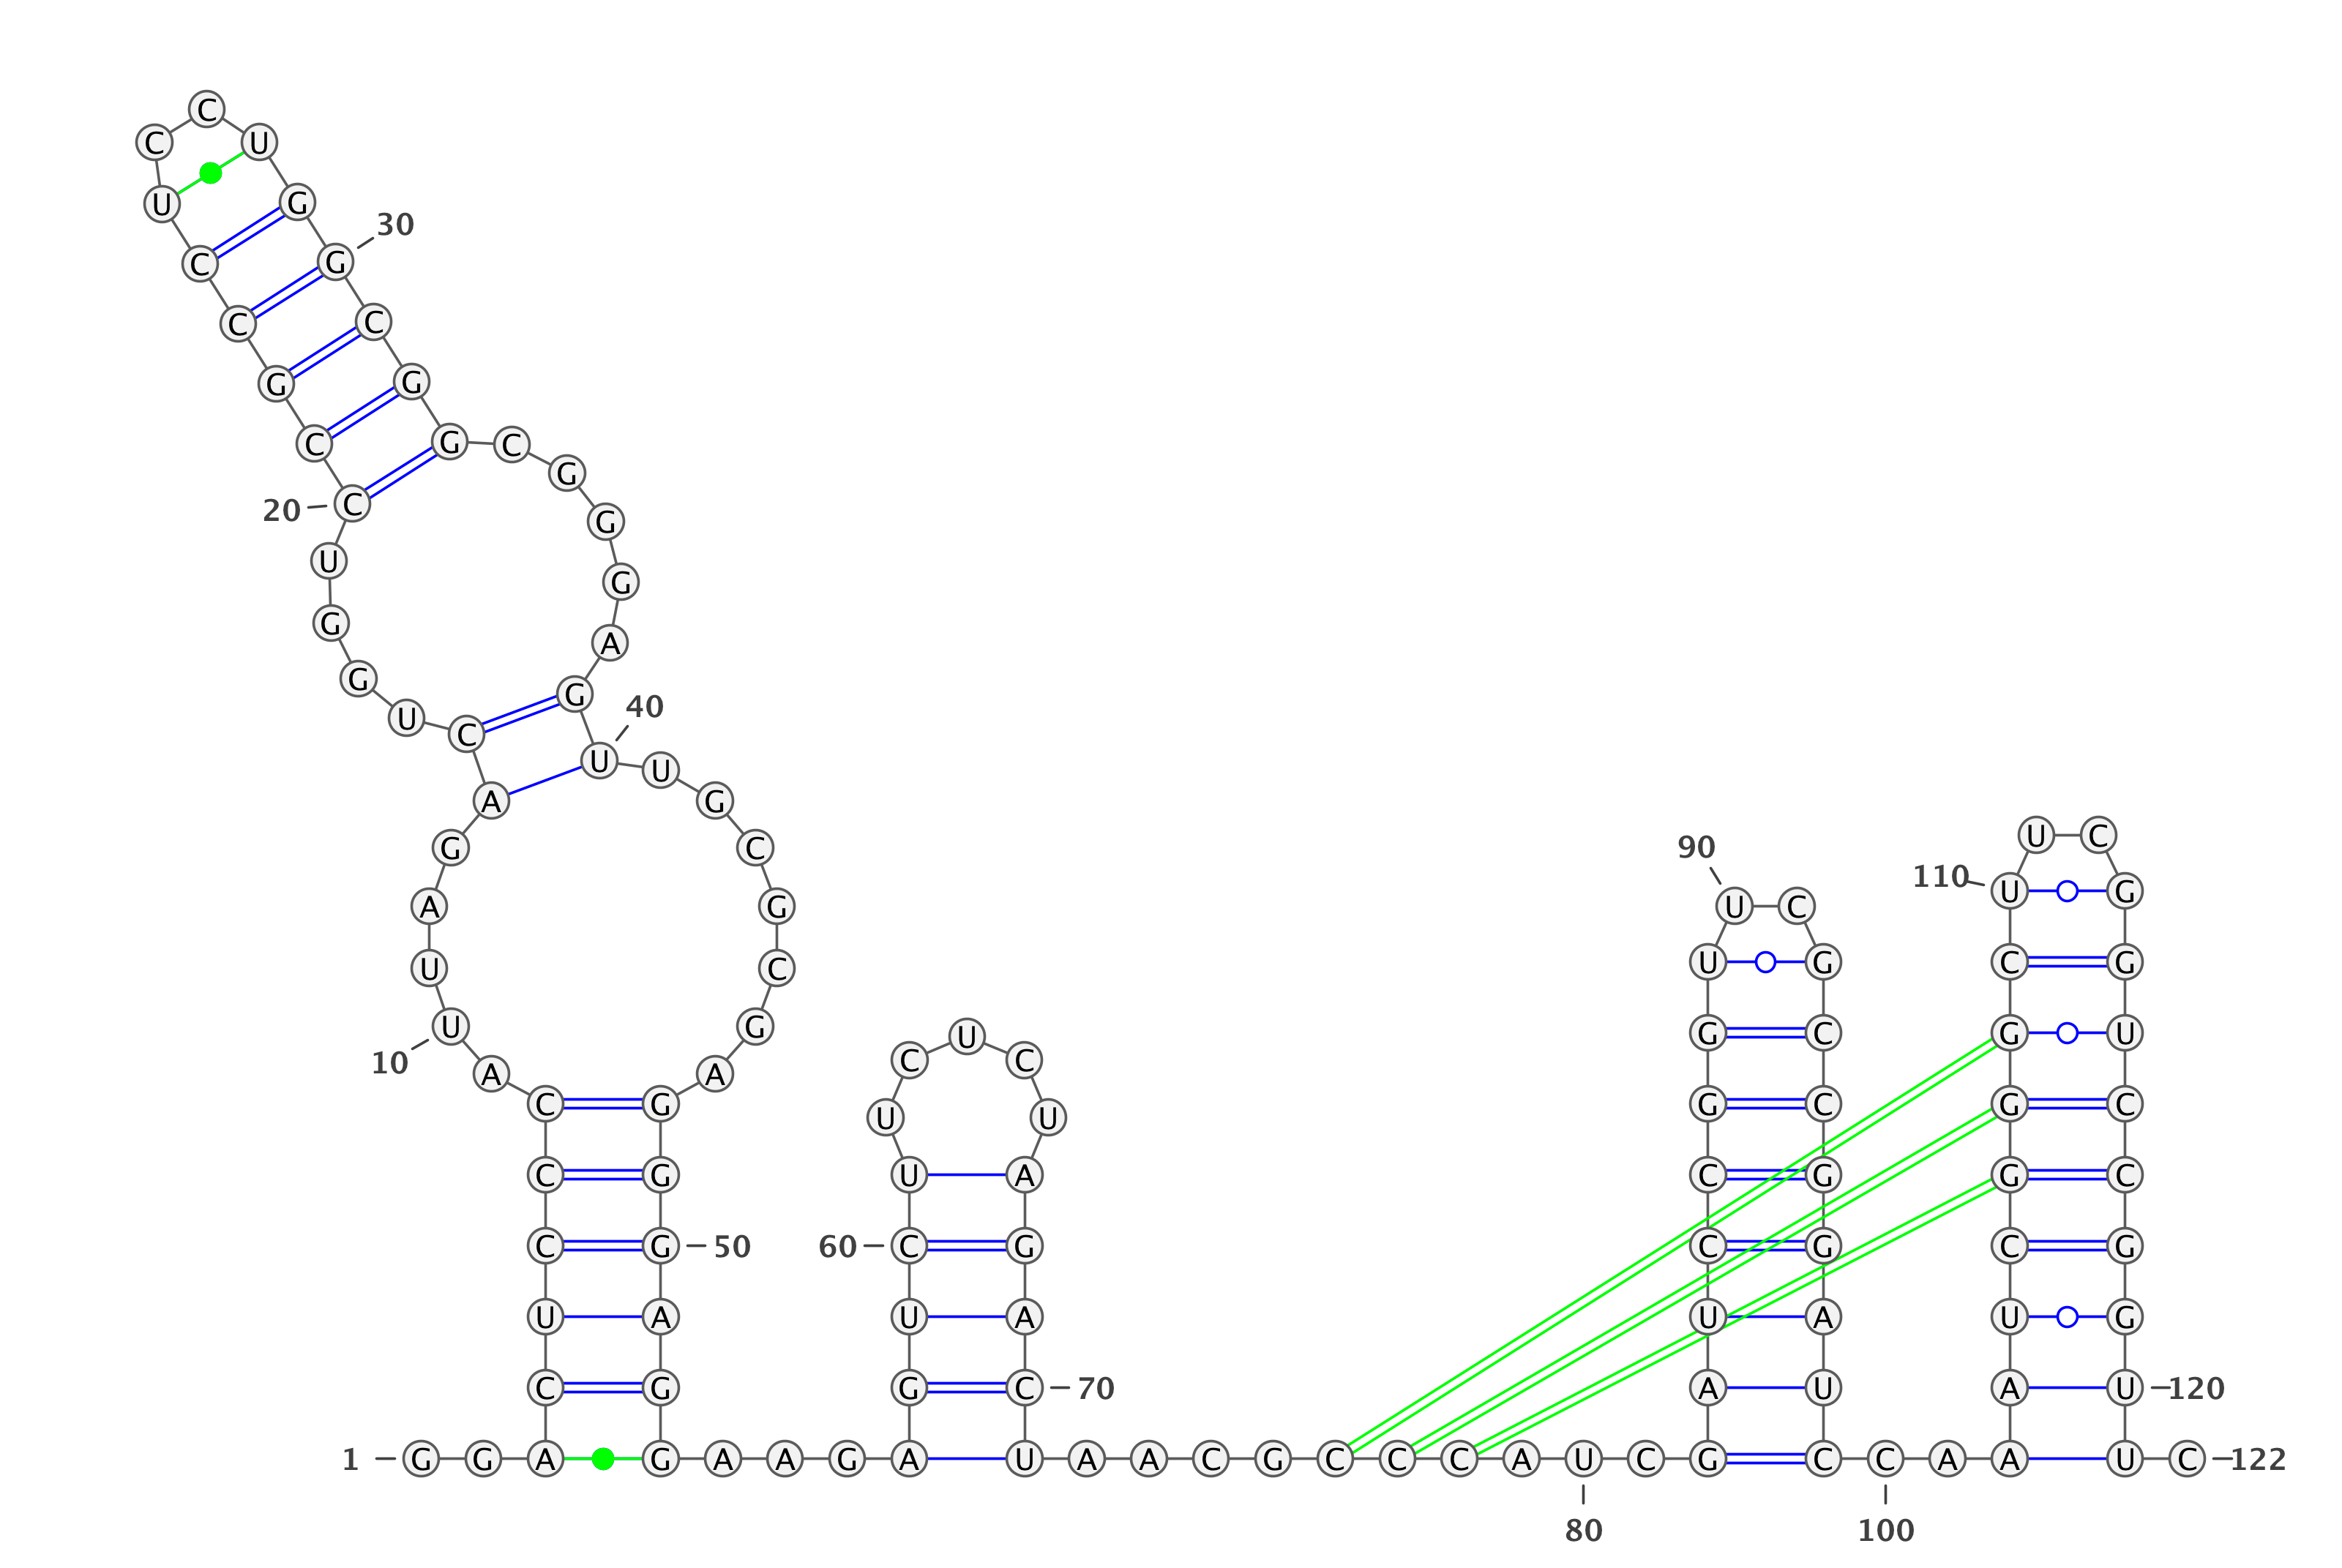 C
C U
U G
30
C G
C C
G G
C G C
G
20 C
G
U
G
G
A
G
G
40
U
C
U U
A G
U C
G C 90
110
U G
A G U C
U G C G
U C
U G
G C G U
U
10 C C
A A
C G G C G C
U U
C G U A C G G C
C G 50 60 C G C G C G
U A U A U A U G
C G G C 70 A U A U 120
1 G G A G A A G A U A A C G C C C A U C G C C A A U C 122
80 100